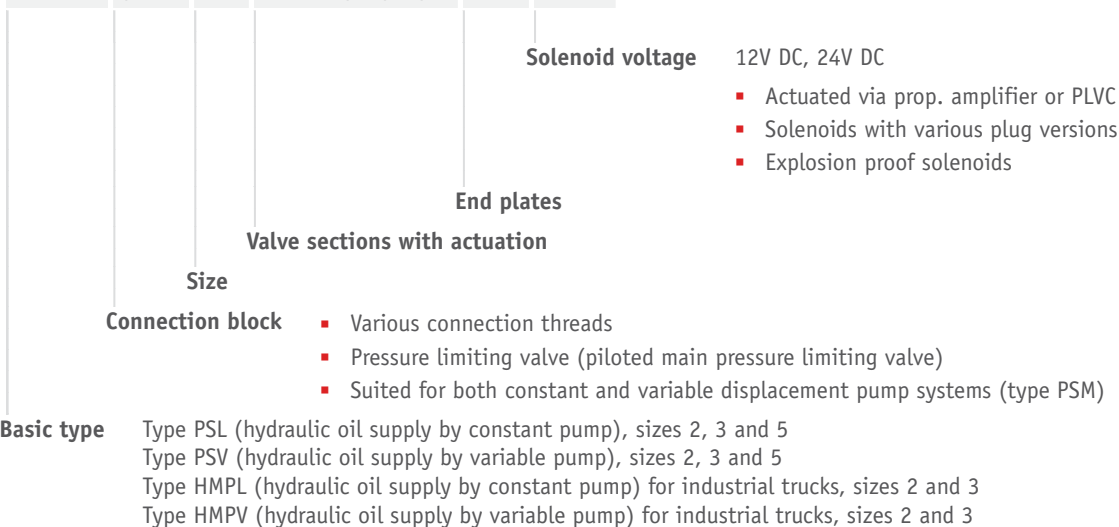 Solenoid voltage 12V DC, 24V DC
▪ Actuated via prop. amplifier or PLVC
▪ Solenoids with various plug versions
▪ Explosion proof solenoids
End plates
Valve sections with actuation
Size
Connection block ▪ Various connection threads
▪ Pressure limiting valve (piloted main pressure limiting valve)
▪ Suited for both constant and variable displacement pump systems (type PSM)
Basic type Type PSL (hydraulic oil supply by constant pump), sizes 2, 3 and 5
Type PSV (hydraulic oil supply by variable pump), sizes 2, 3 and 5
Type HMPL (hydraulic oil supply by constant pump) for industrial trucks, sizes 2 and 3
Type HMPV (hydraulic oil supply by variable pump) for industrial trucks, sizes 2 and 3